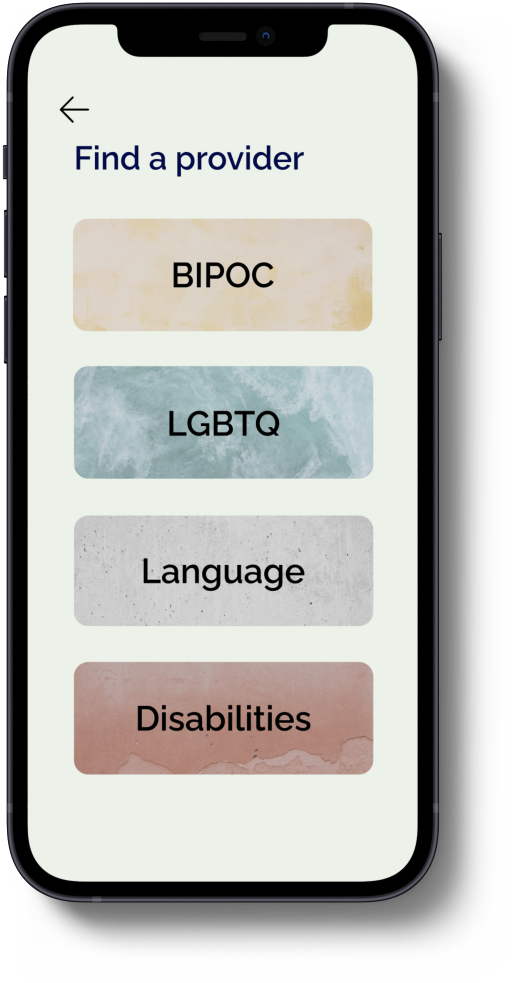 Find a provider
BIPOC
LGBTQ
Language
Disabilities